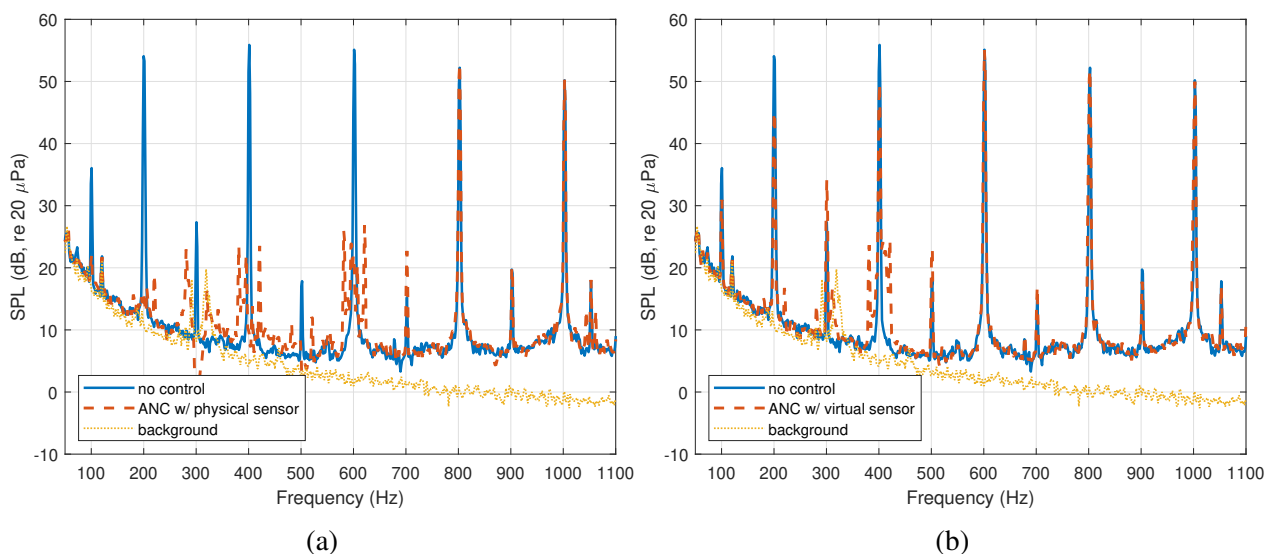 60
50
40
30
20
10
0
-10
SPL (dB, re 20 μPa)
no control
ANC w/ physical sensor
background
100 200 300 400 500 600 700 800 900 1000 1100
Frequency (Hz)
(a)
60
50
40
30
20
10
0
-10
SPL (dB, re 20 μPa)
no control
ANC w/ virtual sensor
background
100 200 300 400 500 600 700 800 900 1000 1100
Frequency (Hz)
(b)